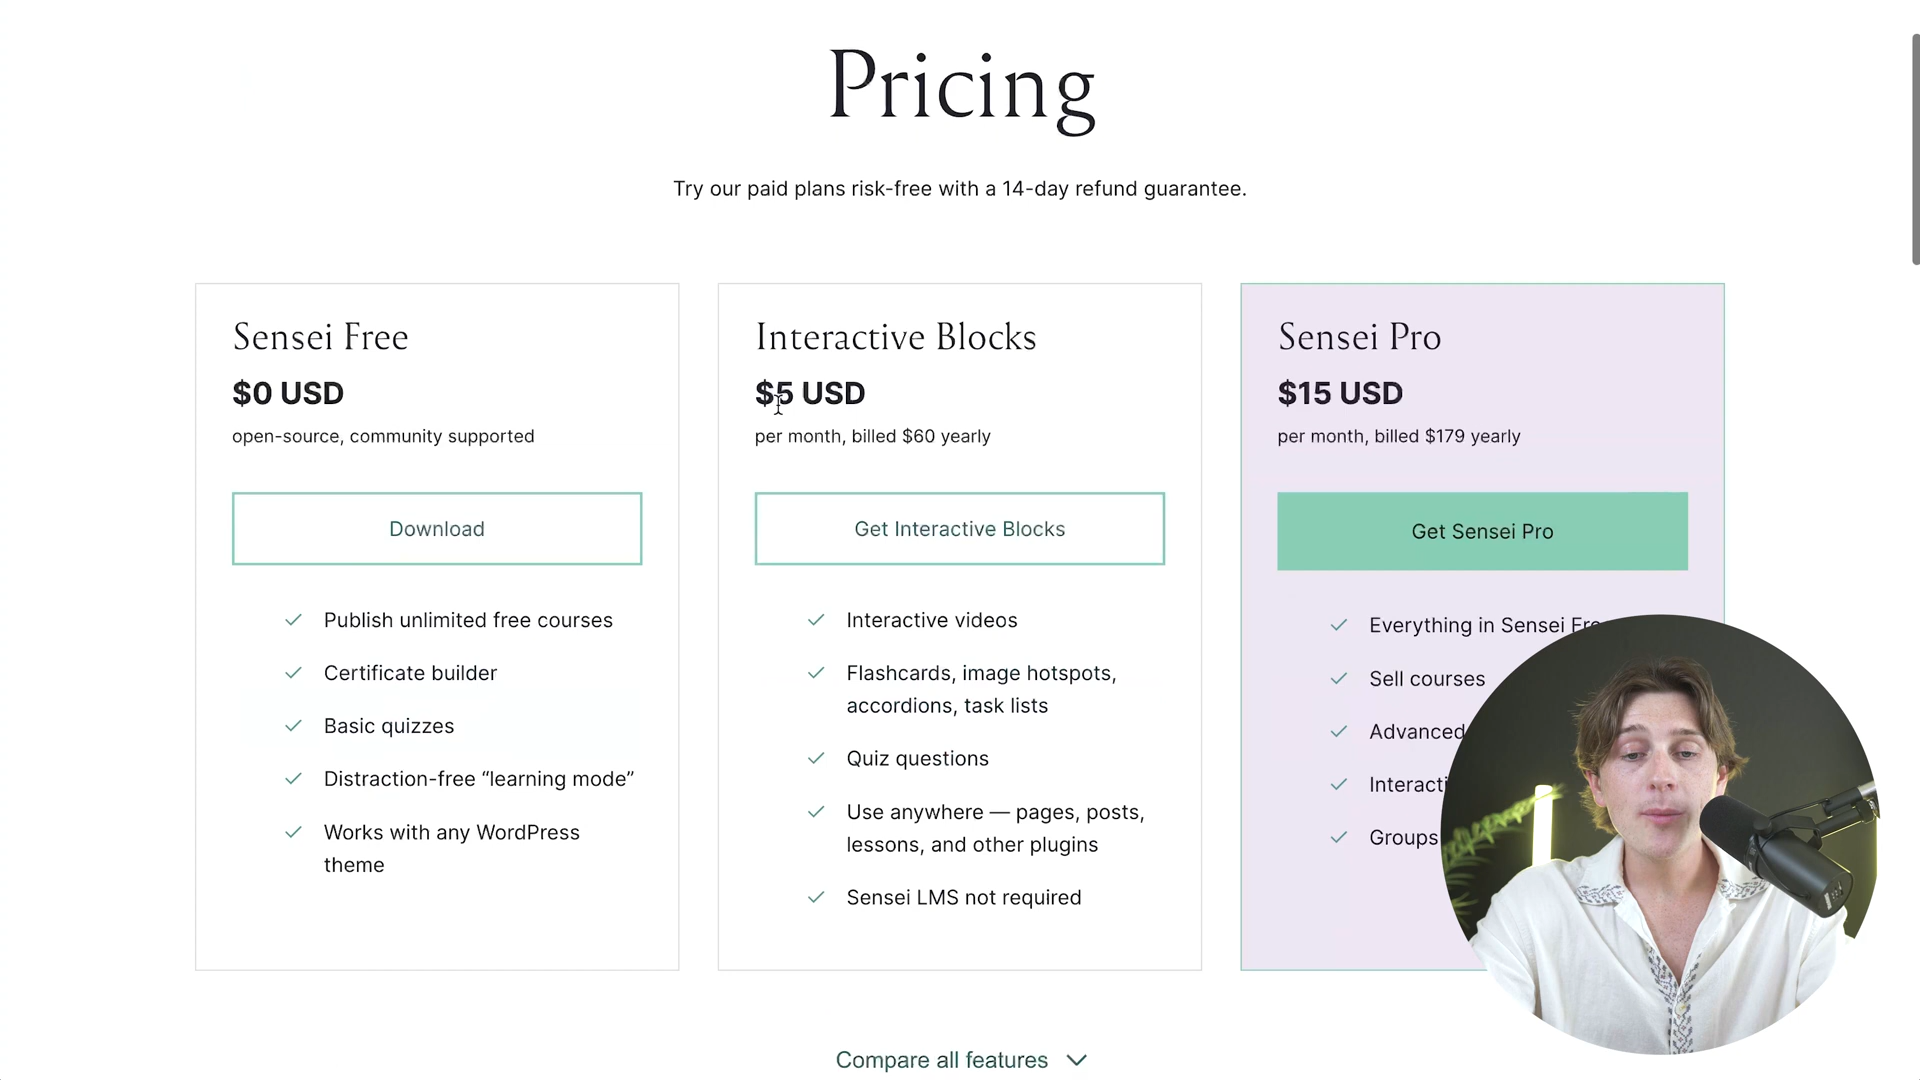 Pricing
Try our paid plans risk-free with a 14-day refund guarantee.
Sensei Free
$0 USD
open-source, community supported
Download
Publish unlimited free courses
Certificate builder
Basic quizzes
Distraction-free “learning mode”
Works with any WordPress
theme
Interactive Blocks
$5 USD
per month, billed $60 yearly
Get Interactive Blocks
Interactive videos
Flashcards, image hotspots,
accordions, task lists
Quiz questions
Use anywhere — pages, posts,
lessons, and other plugins
Sensei LMS not required
Sensei Pro
$15 USD
per month, billed $179 yearly
Get Sensei Pro
Everything in Sensei
Sell courses
Advanced
Groups
Compare all features